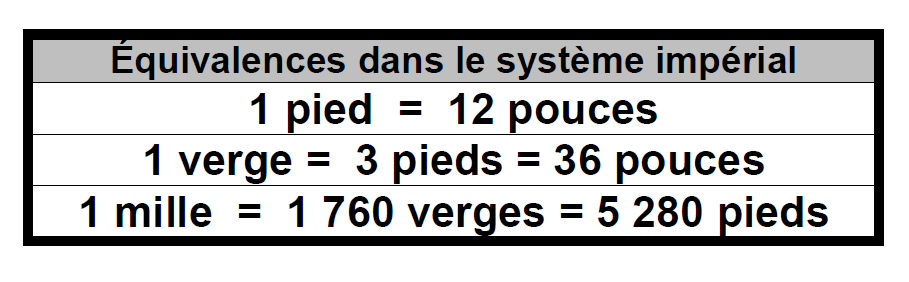 Équivalences dans le système impérial
1 pied = 12 pouces
1 verge = 3 pieds = 36 pouces
1 mille = 1 760 verges = 5 280 pieds